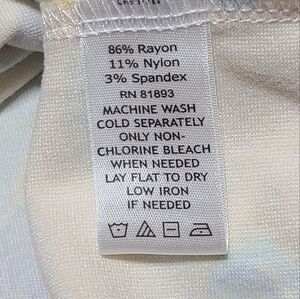 86% Rayon
11% Nylon
3% Spandex
RN 81893
MACHINE WASH
COLD SEPARATELY
ONLY NON-
CHLORINE BLEACH
WHEN NEEDED
LAY FLAT TO DRY
LOW IRON
IF NEEDED